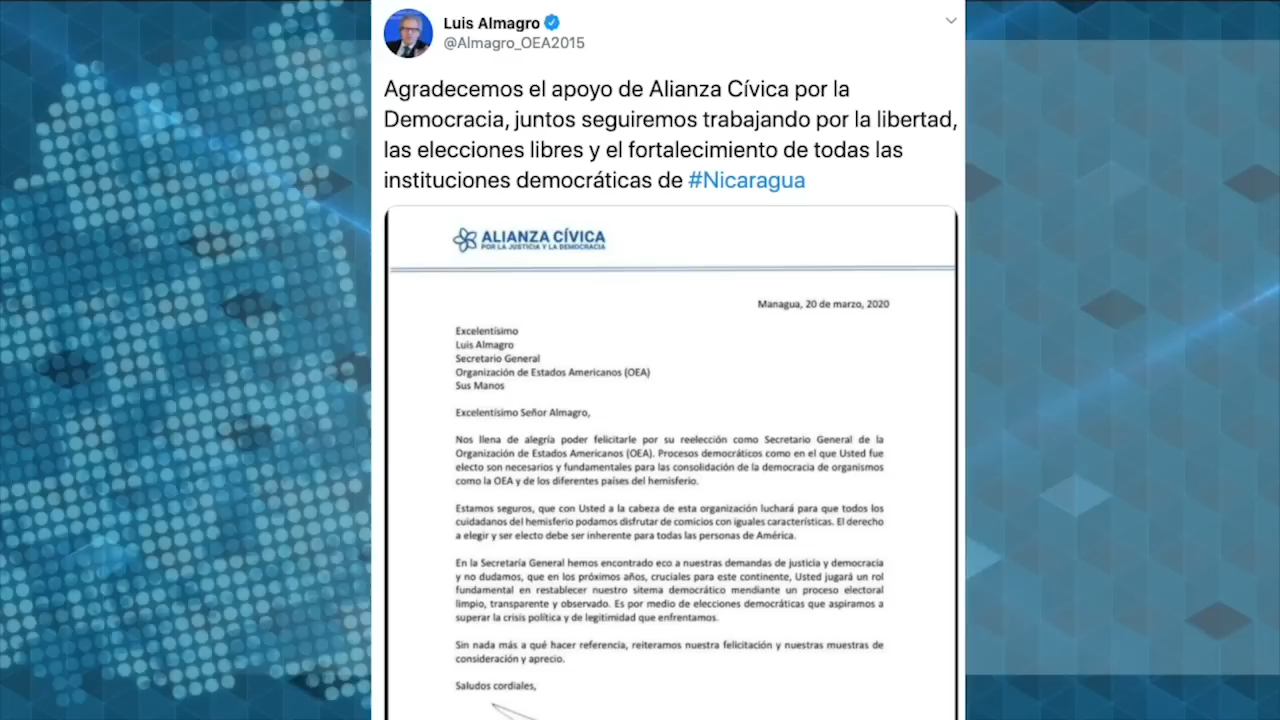 Luis Almagro
@Almagro_OEA2015
Agradecemos el apoyo de Alianza Cívica por la
Democracia, juntos seguiremos trabajando por la libertad,
las elecciones libres y el fortalecimiento de todas las
instituciones democráticas de #Nicaragua
ALIANZA CÍVICA
POR LA JUSTICIA Y LA DEMOCRACIA
Managua, 20 de marzo, 2020
Excelentísimo
Luis Almagro
Secretario General
Organización de Estados Americanos (OEA)
Sus Manos
Excelentísimo Señor Almagro,
Nos llena de alegría poder felicitarle por su reelección como Secretario General de la
Organización de Estados Americanos (OEA). Procesos democráticos como en el que Usted fue
electo son necesarios y fundamentales para las consolidación de la democracia de organismos
como la OEA y de los diferentes países del hemisferio.
Estamos seguros, que con Usted a la cabeza de esta organización luchará para que todos los
cuidadanos del hemisferio podamos disfrutar de comicios con iguales características. El derecho
a elegir y ser electo debe ser inherente para todas las personas de América.
En la Secretaría General hemos encontrado eco a nuestras demandas de justicia y democracia
y no dudamos, que en los próximos años, cruciales para este continente, Usted jugará un rol
fundamental en restablecer nuestro sitema democrático mendiante un proceso electoral
limpio, transparente y observado. Es por medio de elecciones democráticas que aspiramos a
superar la crisis política y de legitimidad que enfrentamos.
Sin nada más a qué hacer referencia, reiteramos nuestra felicitación y nuestras muestras de
consideración y aprecio.
Saludos cordiales,